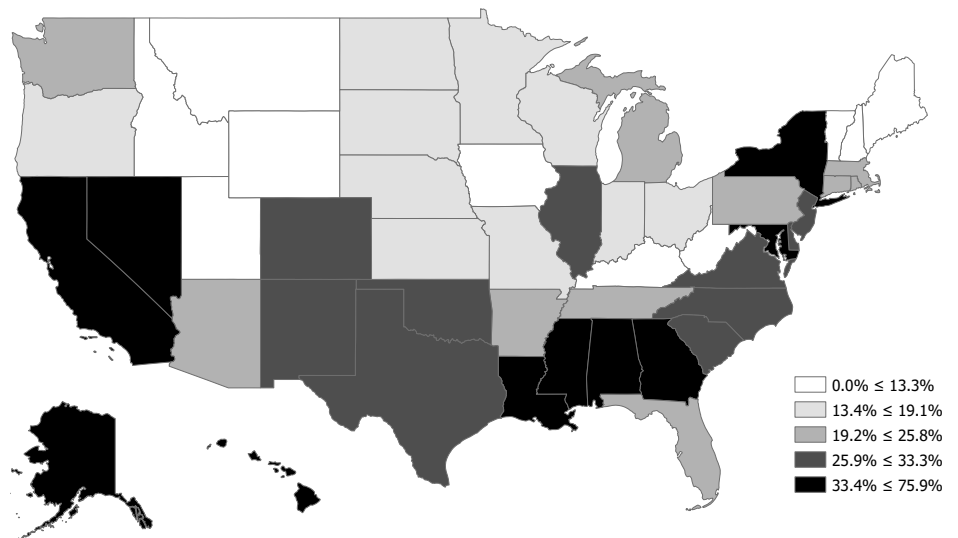 0.0% ≤ 13.3%
13.4% ≤ 19.1%
19.2% ≤ 25.8%
25.9% ≤ 33.3%
33.4% ≤ 75.9%